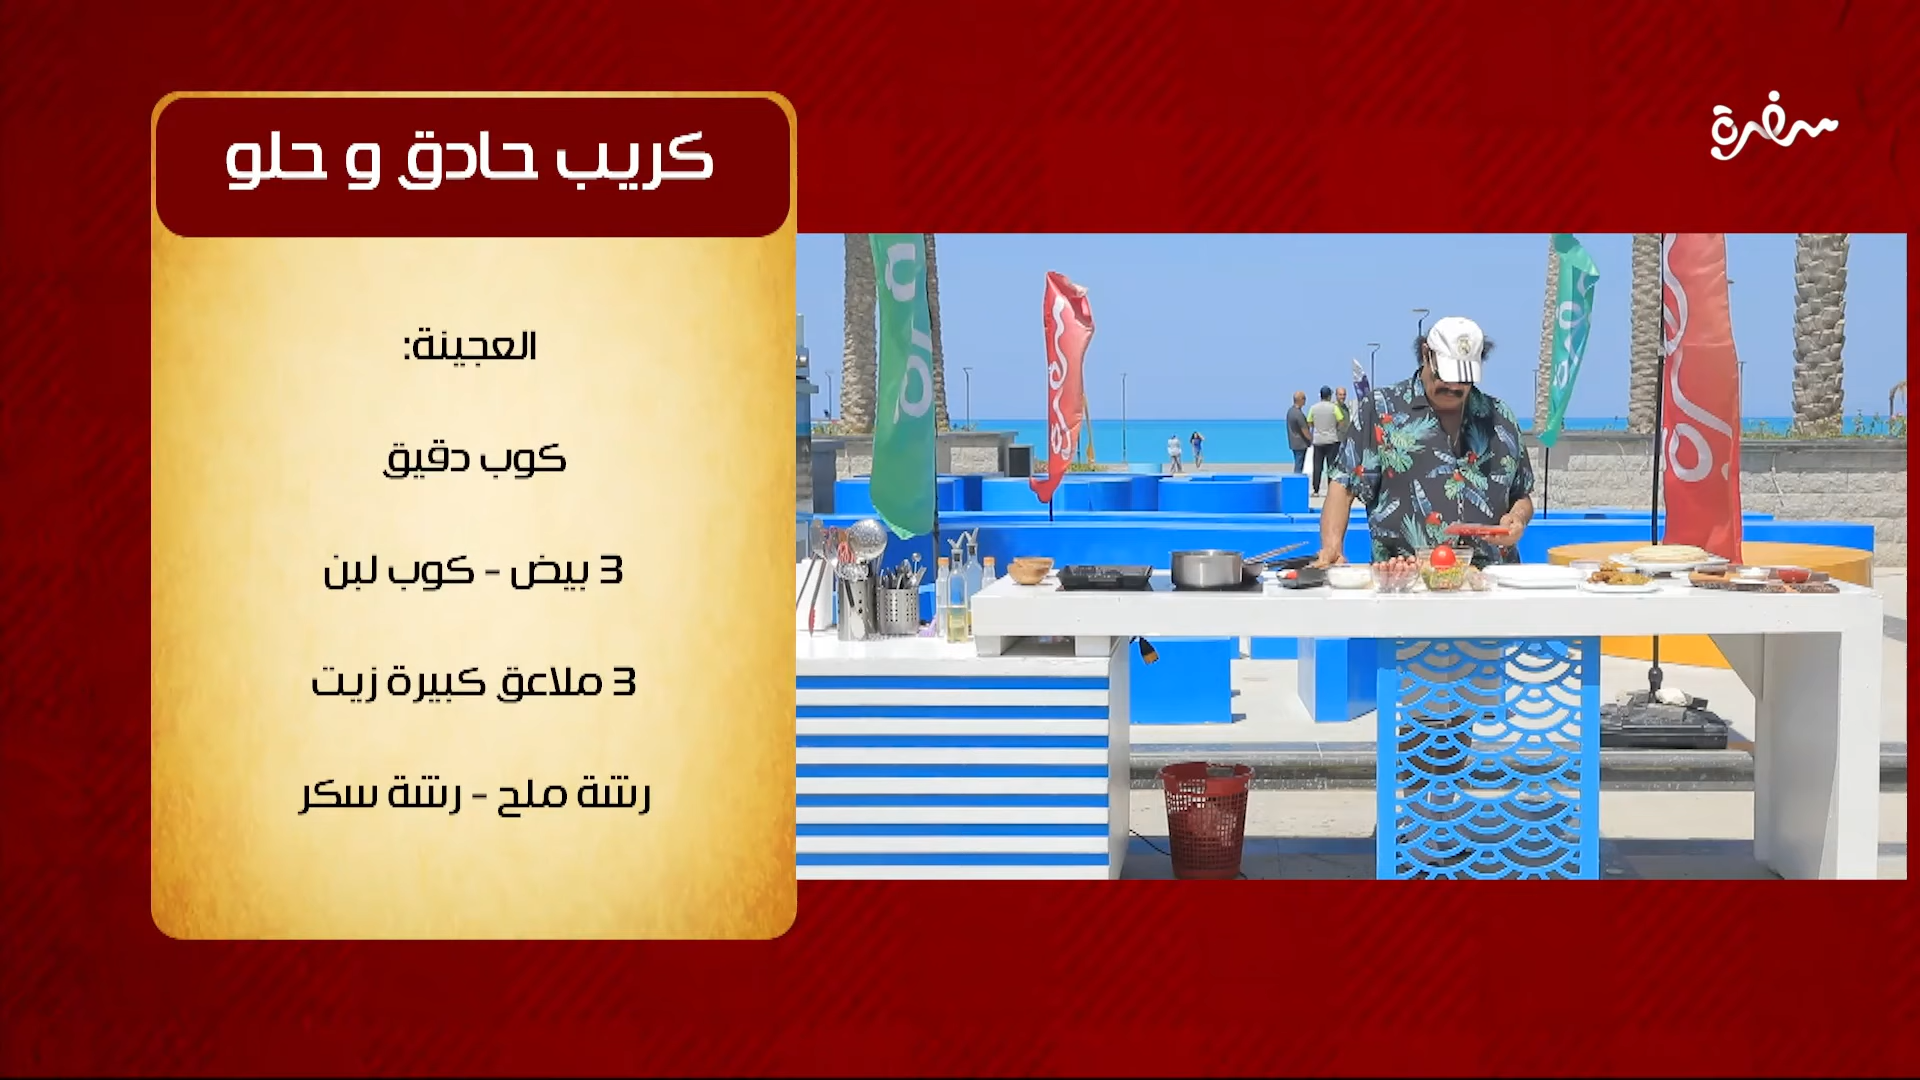 سفرة
كريب حادق و حلو
العجينة:
كوب دقيق
3 بيض - كوب لبن
3 ملاعق كبيرة زيت
رشة ملح - رشة سكر